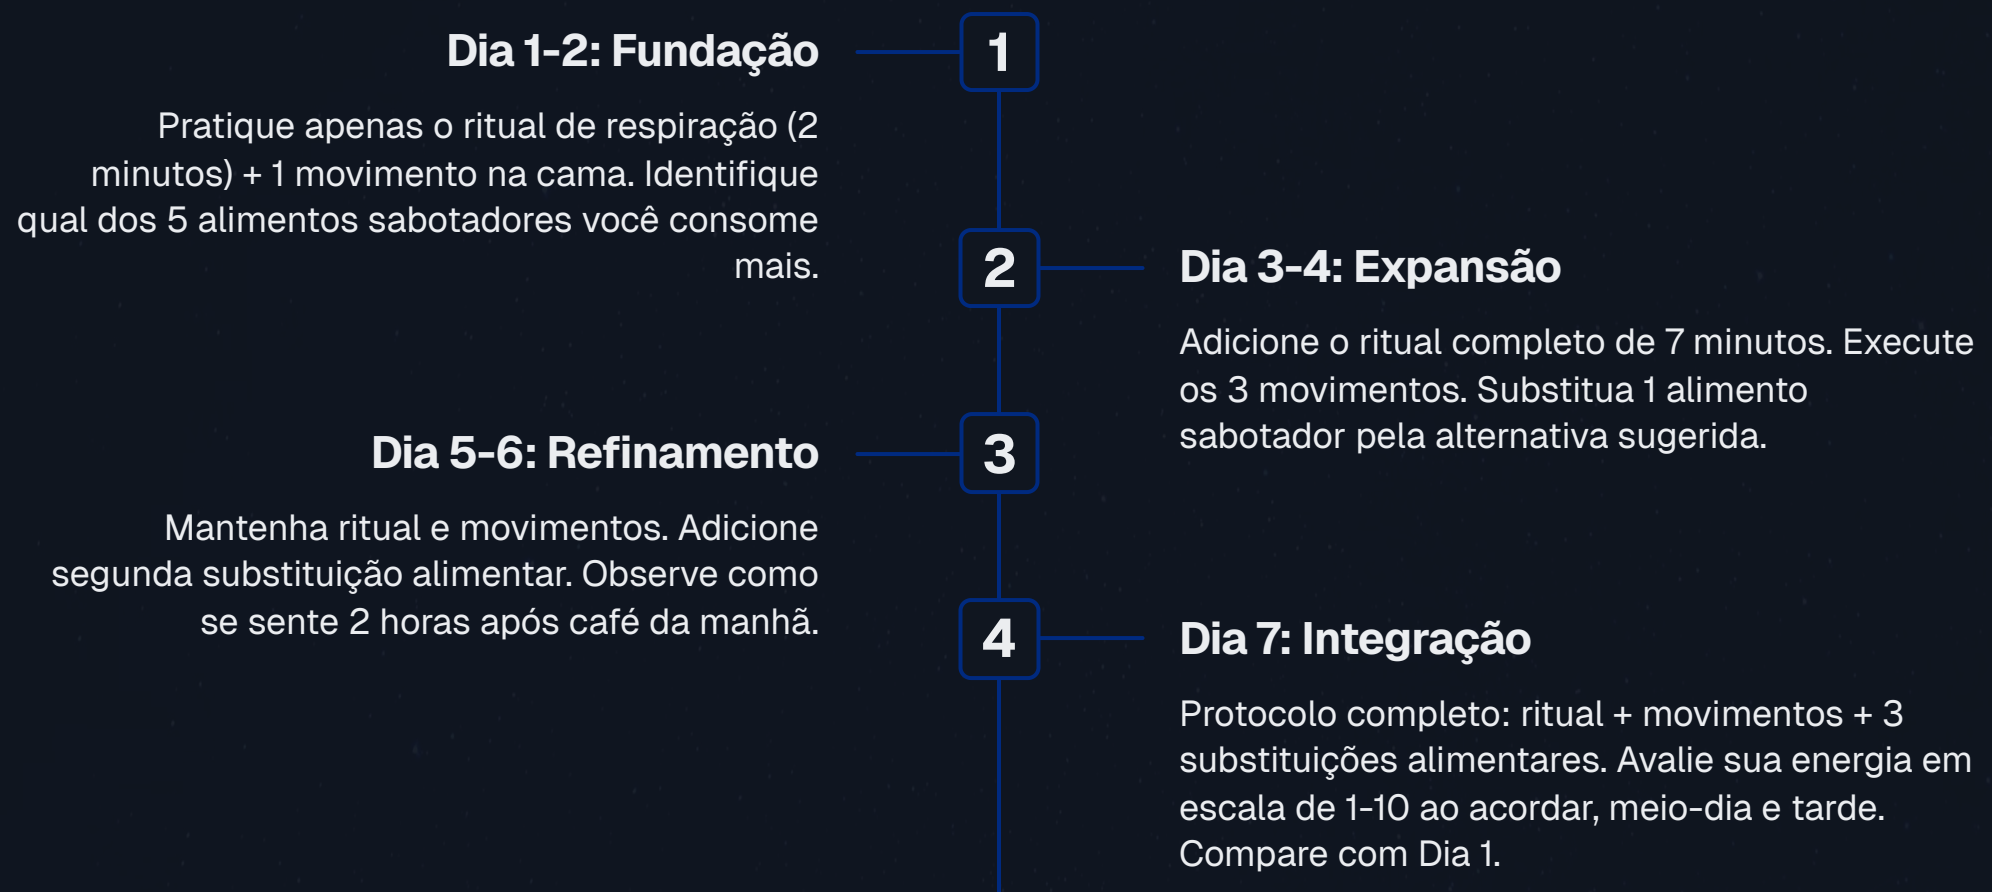 1
Dia 1-2: Fundação
Pratique apenas o ritual de respiração (2
minutos) + 1 movimento na cama. Identifique
qual dos 5 alimentos sabotadores você consome
mais.
2
Dia 3-4: Expansão
Adicione o ritual completo de 7 minutos. Execute
os 3 movimentos. Substitua 1 alimento
sabotador pela alternativa sugerida.
3
Dia 5-6: Refinamento
Mantenha ritual e movimentos. Adicione
segunda substituição alimentar. Observe como
se sente 2 horas após café da manhã.
4
Dia 7: Integração
Protocolo completo: ritual + movimentos + 3
substituições alimentares. Avalie sua energia em
escala de 1-10 ao acordar, meio-dia e tarde.
Compare com Dia 1.